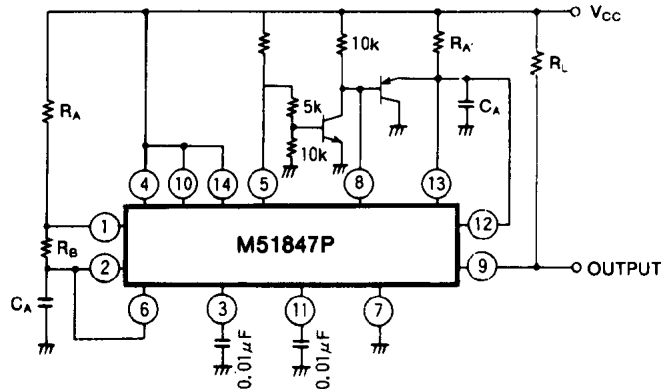 VCC
10k
RA'
RL
RA
5k
CA
10k
4
10
14
5
8
13
1
12
RB
M51847P
2
9
OUTPUT
CA
6
3
11
7
0.01μF
0.01μF